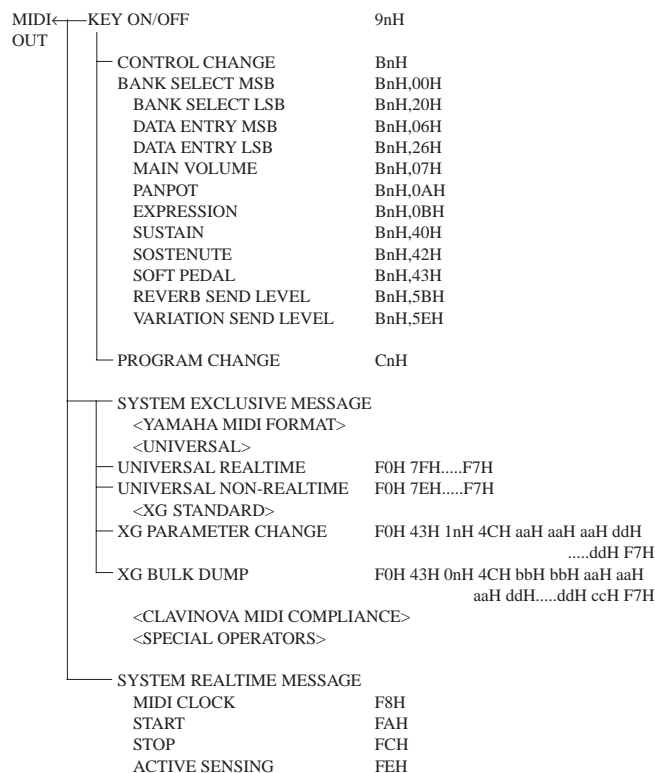 MIDI KEY ON/OFF 9nH
OUT
CONTROL CHANGE BnH
BANK SELECT MSB BnH,00H
BANK SELECT LSB BnH,20H
DATA ENTRY MSB BnH,06H
DATA ENTRY LSB BnH,26H
MAIN VOLUME BnH,07H
PANPOT BnH,0AH
EXPRESSION BnH,0BH
SUSTAIN BnH,40H
SOSTENUTE BnH,42H
SOFT PEDAL BnH,43H
REVERB SEND LEVEL BnH,5BH
VARIATION SEND LEVEL BnH,5EH
PROGRAM CHANGE CnH
SYSTEM EXCLUSIVE MESSAGE
<YAMAHA MIDI FORMAT>
<UNIVERSAL>
UNIVERSAL REALTIME F0H 7FH.....F7H
UNIVERSAL NON-REALTIME F0H 7EH.....F7H
<XG STANDARD>
XG PARAMETER CHANGE F0H 43H 1nH 4CH aaH aaH aaH ddH
.....ddH F7H
XG BULK DUMP F0H 43H 0nH 4CH bbH bbH aaH aaH
aaH ddH.....ddH ccH F7H
<CLAVINOVA MIDI COMPLIANCE>
<SPECIAL OPERATORS>
SYSTEM REALTIME MESSAGE
MIDI CLOCK F8H
START FAH
STOP FCH
ACTIVE SENSING FEH